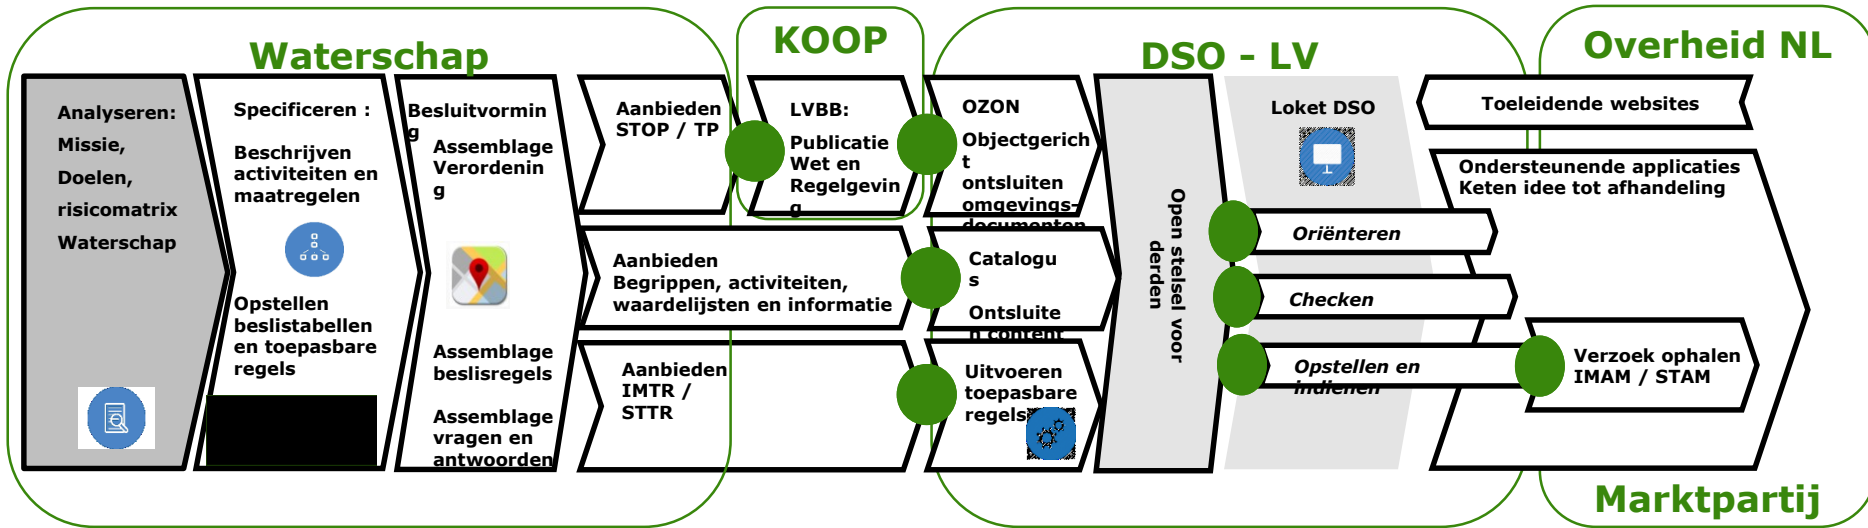 Waterschap
KOOP
DSO - LV
Overheid NL
Analyseren:
Missie,
Doelen,
risicomatrix
Waterschap
Specificeren :
Beschrijven
activiteiten en
maatregelen
Opstellen
beslistabellen
en toepasbare
regels
Besluitvormin
g
Assemblage
Verordenin
g
Assemblage
beslisregels
Assemblage
vragen en
antwoorden
Aanbieden
STOP / TP
Aanbieden
Begrippen, activiteiten,
waardelijsten en informatie
Aanbieden
IMTR /
STTR
LVBB:
Publicatie
Wet en
Regelgevin
g
OZON
Objectgerich
t
ontsluiten
omgevings-
documenten
Catalogu
s
Ontsluite
n content
Uitvoeren
toepasbare
regels
Open stelsel voor
derden
Loket DSO
Oriënteren
Checken
Opstellen en
indienen
Toeleidende websites
Ondersteunende applicaties
Keten idee tot afhandeling
Verzoek ophalen
IMAM / STAM
Marktpartij